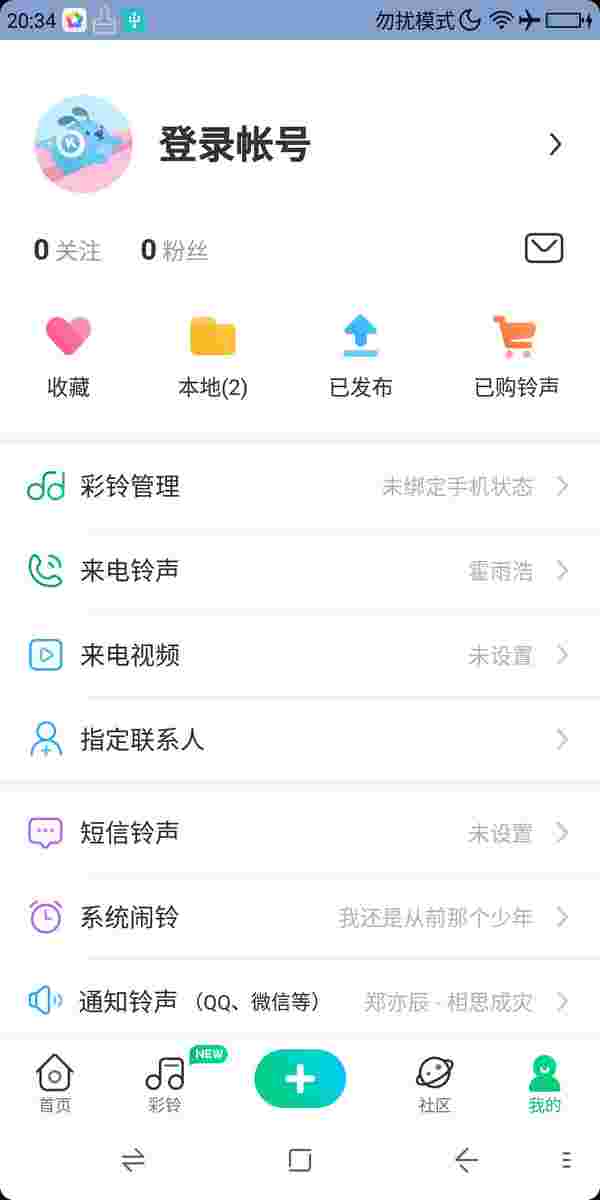 20:34 勿扰模式
登录帐号
0 关注 0 粉丝
收藏 本地(2) 已发布 已购铃声
彩铃管理 未绑定手机状态
来电铃声 霍雨浩
来电视频 未设置
指定联系人
短信铃声 未设置
系统闹铃 我还是从前那个少年
通知铃声 （QQ、微信等） 郑亦辰 - 相思成灾
NEW
首页 彩铃 社区 我的